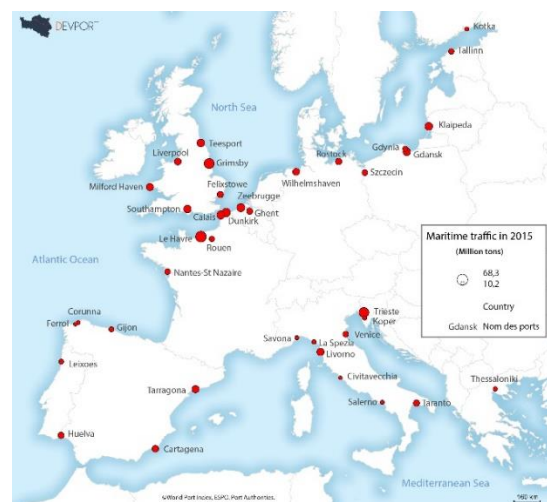 DEVPORT
Kotka
Tallinn
North Sea
Klaipeda
Teesport
Gdynia
Liverpool
Rostock
Gdansk
Grimsby
Milford Haven
Wilhelmshaven
Szczecin
Felixstowe
Zeebrugge
Southampton
Ghent
Calais
Dunkirk
Le Havre
Rouen
Maritime traffic in 2015
(Million tons)
Atlantic Ocean
Nantes-St Nazaire
68,3
10,2
Country
Gdansk Nom des ports
Trieste
Koper
Corunna
Ferrol
Gijon
Savona
Venice
La Spezia
Livorno
Leixoes
Civitavecchia
Thessaloniki
Tarragona
Salerno
Taranto
Huelva
Cartagena
Mediterranean Sea
©World Port Index, ESPO, Port Authorities.
160 km